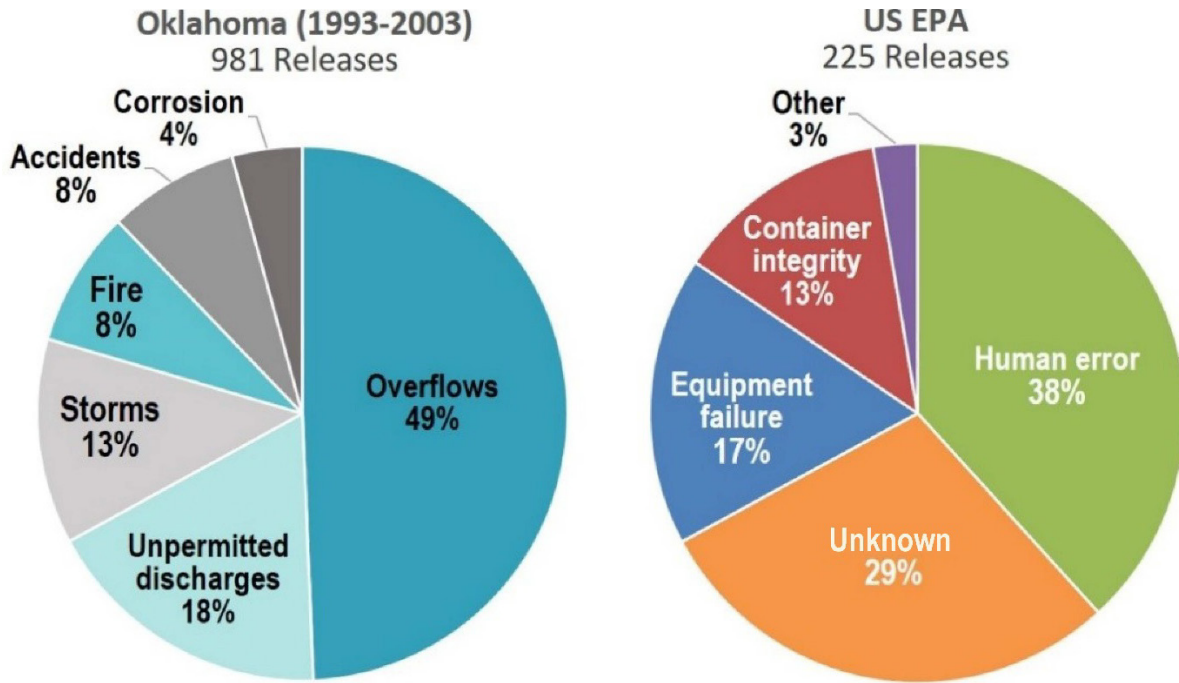 Oklahoma (1993-2003)
981 Releases
Corrosion
4%
Accidents
8%
Fire
8%
Storms
13%
Unpermitted
discharges
18%
Overflows
49%
US EPA
225 Releases
Other
3%
Container
integrity
13%
Equipment
failure
17%
Human error
38%
Unknown
29%